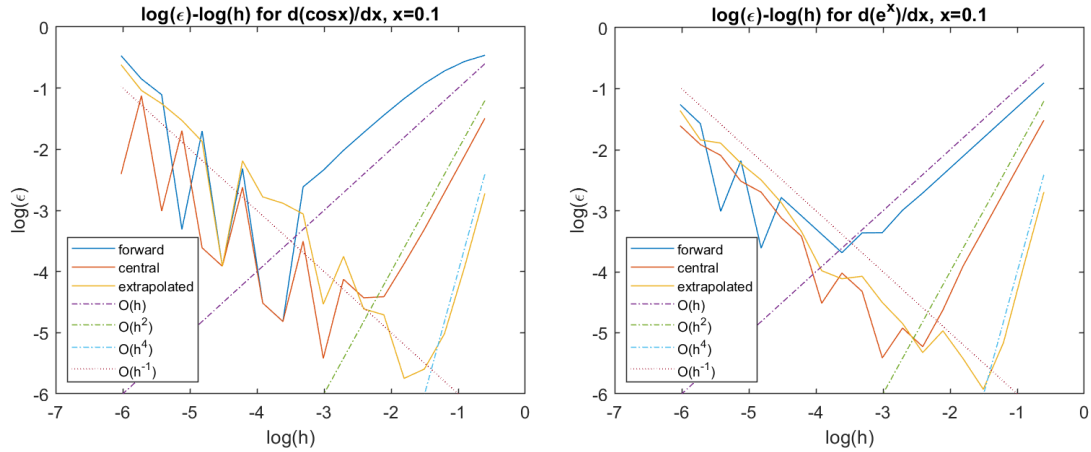 log(ϵ)-log(h) for d(cosx)/dx, x=0.1
0
-1
-2
-3
-4
-5
-6
log(ϵ)
forward
central
extrapolated
O(h)
O(h²)
O(h⁴)
O(h⁻¹)
-7 -6 -5 -4 -3 -2 -1 0
log(h)
log(ϵ)-log(h) for d(eˣ)/dx, x=0.1
0
-1
-2
-3
-4
-5
-6
log(ϵ)
forward
central
extrapolated
O(h)
O(h²)
O(h⁴)
O(h⁻¹)
-7 -6 -5 -4 -3 -2 -1 0
log(h)